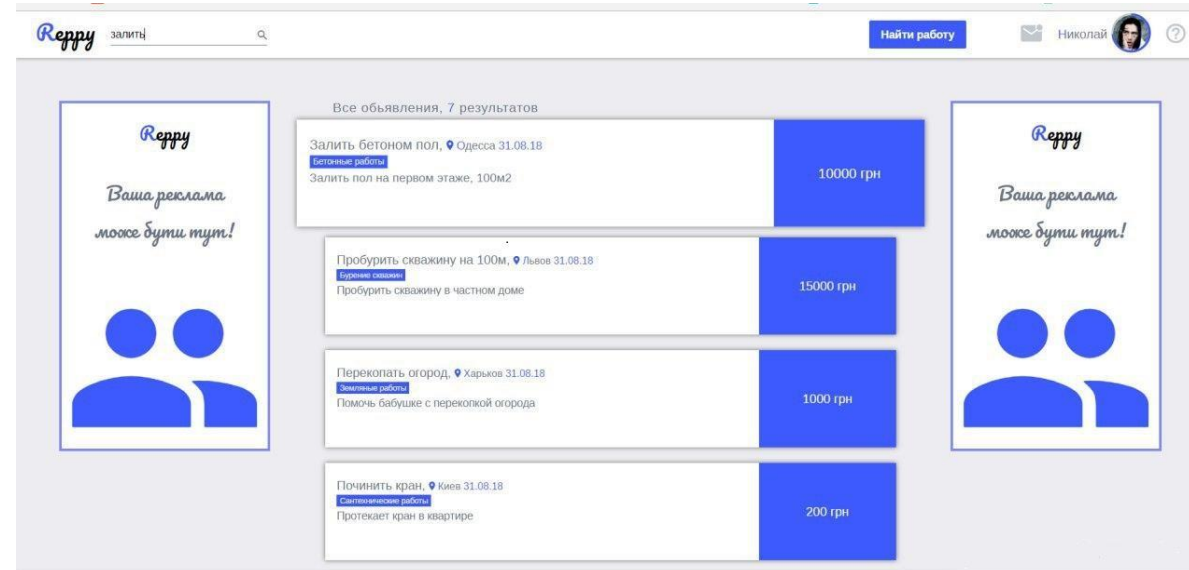 Reppy залить Найти работу Николай ?
Все обьявления, 7 результатов
Reppy
Ваша реклама
може бути тут!
Залить бетоном пол, Одесса 31.08.18
Бетонные работы
Залить пол на первом этаже, 100м2
10000 грн
Пробурить скважину на 100м, Львов 31.08.18
Бурение скважин
Пробурить скважину в частном доме
15000 грн
Перекопать огород, Харьков 31.08.18
Земляные работы
Помочь бабушке с перекопкой огорода
1000 грн
Починить кран, Киев 31.08.18
Сантехнические работы
Протекает кран в квартире
200 грн
Reppy
Ваша реклама
може бути тут!